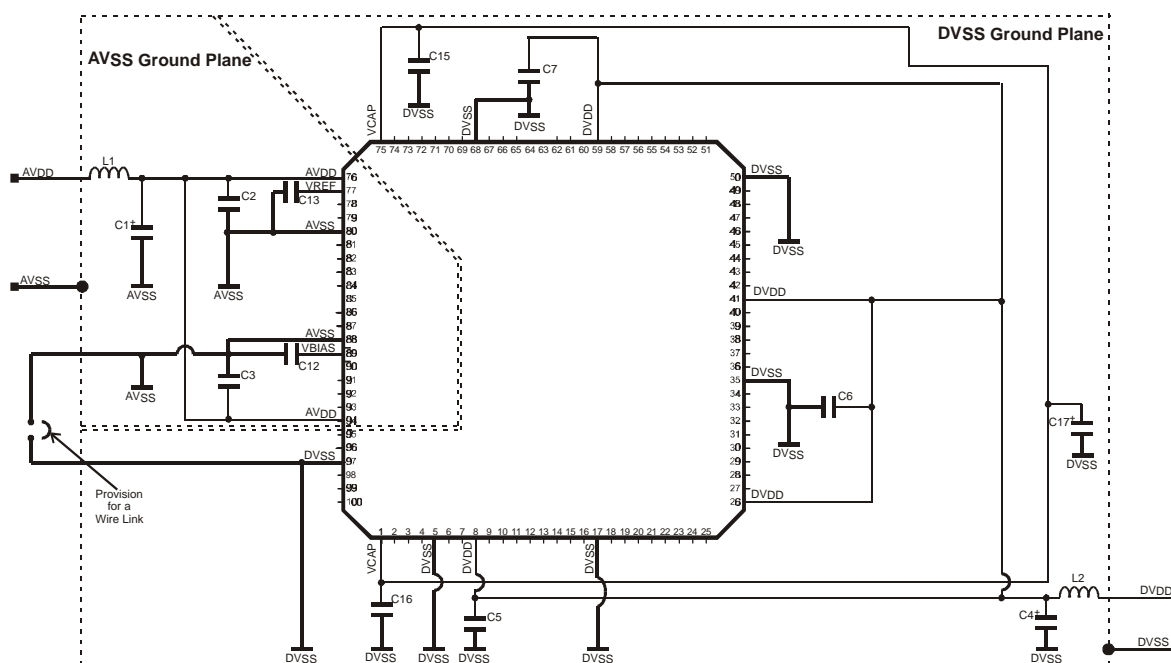 AVSS Ground Plane
DVSS Ground Plane
C15
C7
DVSS
DVSS
VCAP
DVSS
DVDD
75 74 73 72 71 70 69 68 67 66 65 64 63 62 61 60 59 58 57 56 55 54 53 52 51
AVDD
L1
C1+
AVSS
C2
AVSS
AVDD
C13
VREF
AVSS
AVSS
AVSS
VBIAS
C12
C3
AVSS
AVDD
DVSS
76
77
78
79
80
81
82
83
84
85
86
87
88
89
90
91
92
93
94
95
96
97
98
99
100
Provision
for a
Wire Link
50
49
48
47
46
45
44
43
42
41
40
39
38
37
36
35
34
33
32
31
30
29
28
27
26
DVSS
DVSS
DVDD
DVSS
C6
DVSS
DVDD
C17+
DVSS
1 2 3 4 5 6 7 8 9 10 11 12 13 14 15 16 17 18 19 20 21 22 23 24 25
VCAP
DVSS
DVDD
DVSS
C16
C5
L2
DVDD
C4+
DVSS
DVSS
DVSS
DVSS
DVSS
DVSS
DVSS